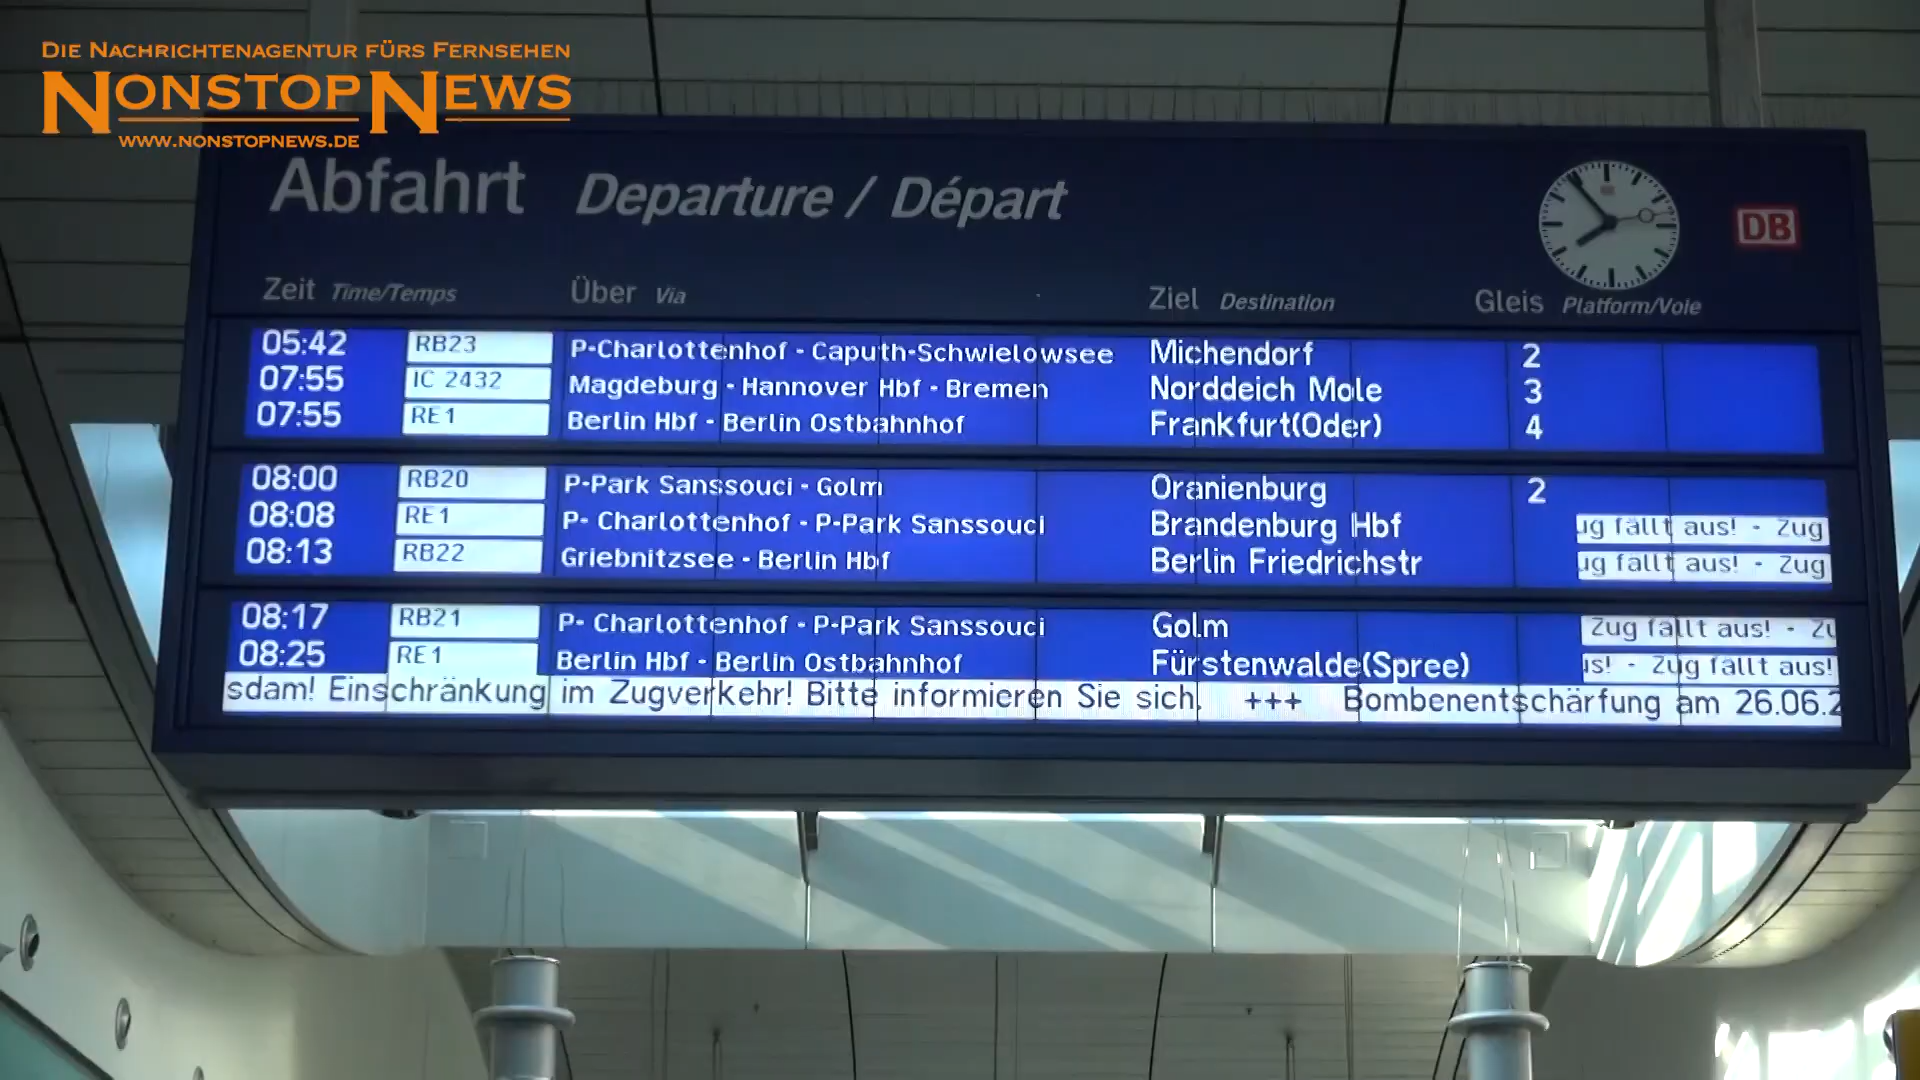 DIE NACHRICHTENAGENTUR FÜRS FERNSEHEN
NONSTOPNEWS
WWW.NONSTOPNEWS.DE
Abfahrt Departure / Départ
DB
Zeit Time/Temps Über Via Ziel Destination Gleis Platform/Voie
05:42 RB23 P-Charlottenhof - Caputh-Schwielowsee Michendorf 2
07:55 IC 2432 Magdeburg - Hannover Hbf - Bremen Norddeich Mole 3
07:55 RE1 Berlin Hbf - Berlin Ostbahnhof Frankfurt(Oder) 4
08:00 RB20 P-Park Sanssouci - Golm Oranienburg 2
08:08 RE1 P- Charlottenhof - P-Park Sanssouci Brandenburg Hbf ug fällt aus! - Zug
08:13 RB22 Griebnitzsee - Berlin Hbf Berlin Friedrichstr ug fällt aus! - Zug
08:17 RB21 P- Charlottenhof - P-Park Sanssouci Golm Zug fällt aus! - Zu
08:25 RE1 Berlin Hbf - Berlin Ostbahnhof Fürstenwalde(Spree) us! - Zug fällt aus!
sdam! Einschränkung im Zugverkehr! Bitte informieren Sie sich. +++ Bombenentschärfung am 26.06.2